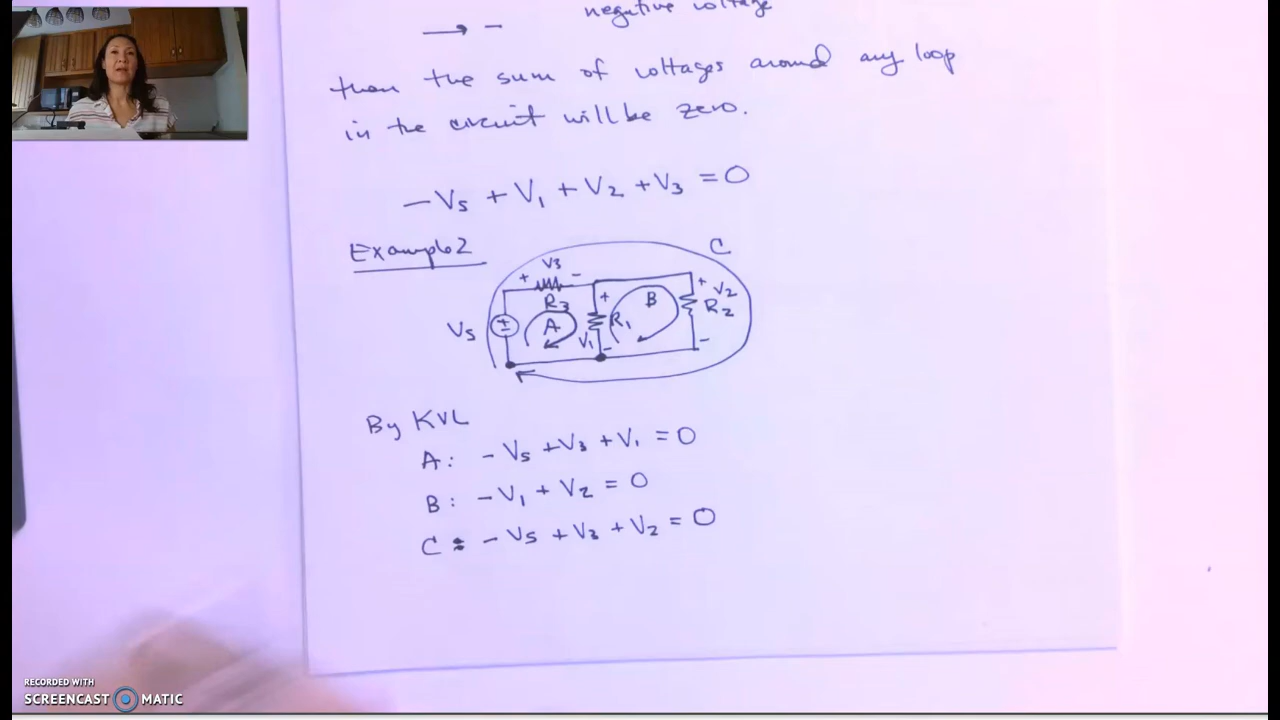 negative voltage
→ -
then the sum of voltages around any loop
in the circuit will be zero.
-Vs + V1 + V2 + V3 = 0
Example 2
C
+ V3 -
R3
+
B
+ V2
R2
Vs
±
A
R1
V1 -
-
By KVL
A: -Vs + V3 + V1 = 0
B: -V1 + V2 = 0
C: -Vs + V3 + V2 = 0
RECORDED WITH
SCREENCAST MATIC